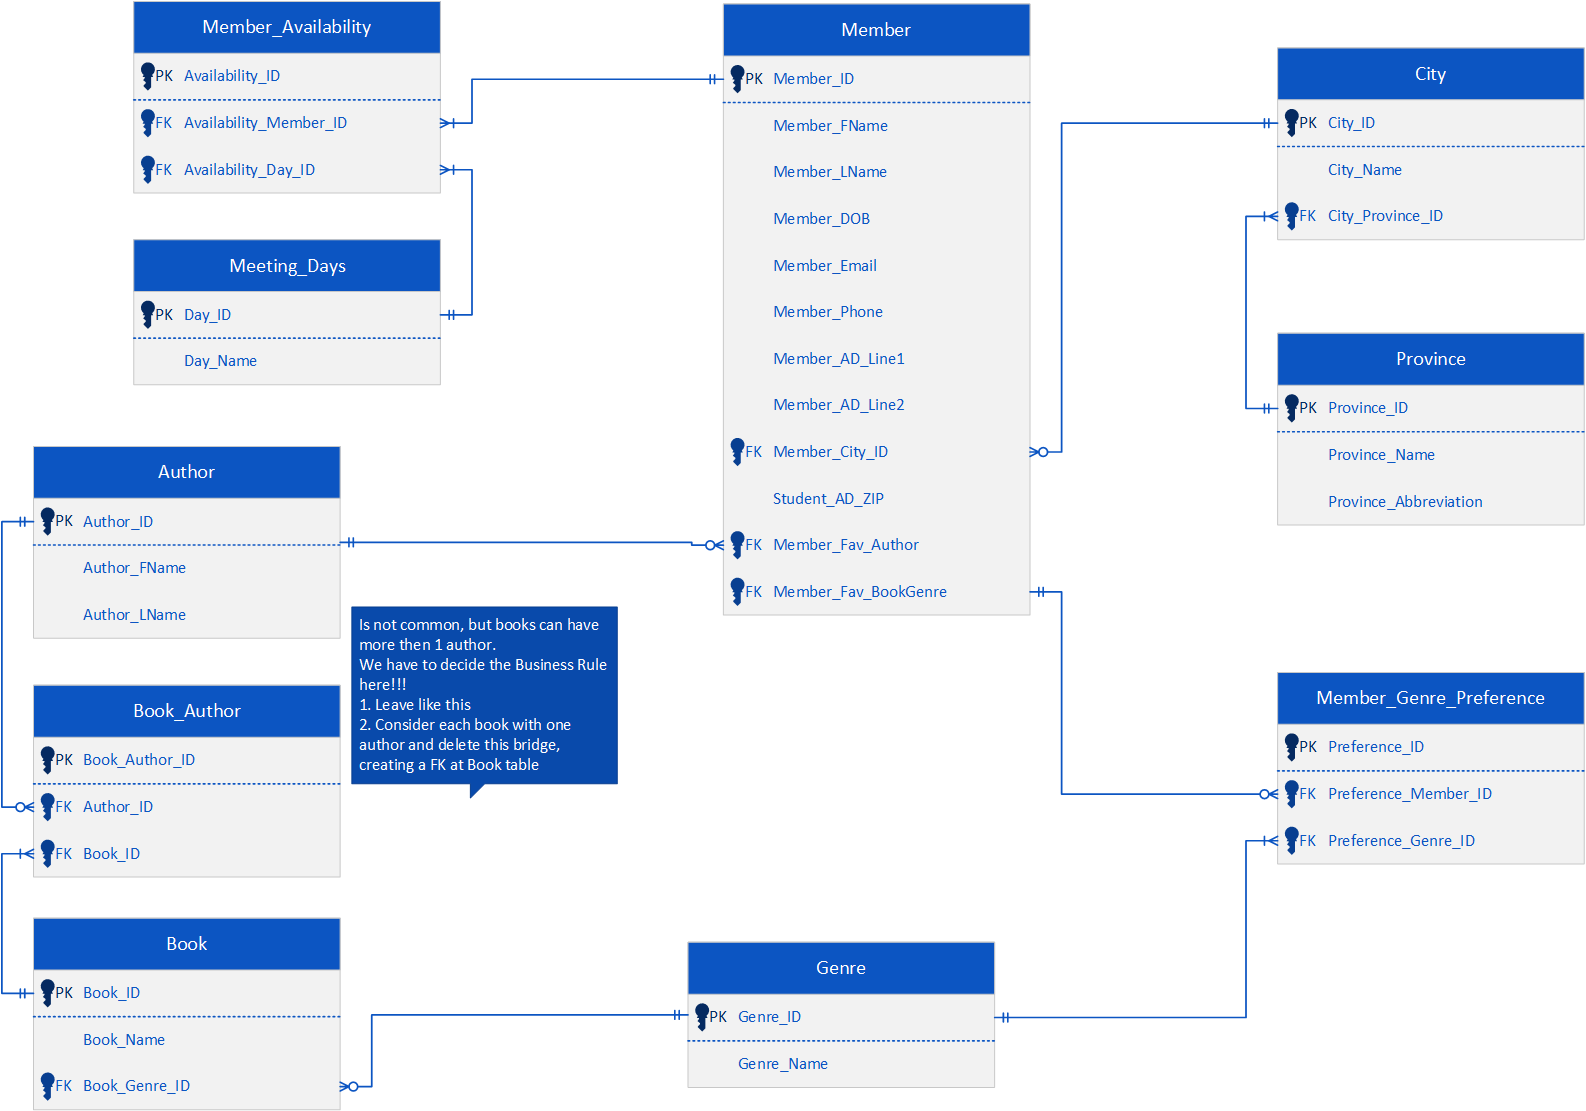 Member_Availability
PK Availability_ID
FK Availability_Member_ID
FK Availability_Day_ID
Meeting_Days
PK Day_ID
Day_Name
Member
PK Member_ID
Member_FName
Member_LName
Member_DOB
Member_Email
Member_Phone
Member_AD_Line1
Member_AD_Line2
FK Member_City_ID
Student_AD_ZIP
FK Member_Fav_Author
FK Member_Fav_BookGenre
City
PK City_ID
City_Name
FK City_Province_ID
Province
PK Province_ID
Province_Name
Province_Abbreviation
Author
PK Author_ID
Author_FName
Author_LName
Is not common, but books can have
more then 1 author.
We have to decide the Business Rule
here!!!
1. Leave like this
2. Consider each book with one
author and delete this bridge,
creating a FK at Book table
Book_Author
PK Book_Author_ID
FK Author_ID
FK Book_ID
Member_Genre_Preference
PK Preference_ID
FK Preference_Member_ID
FK Preference_Genre_ID
Book
PK Book_ID
Book_Name
FK Book_Genre_ID
Genre
PK Genre_ID
Genre_Name